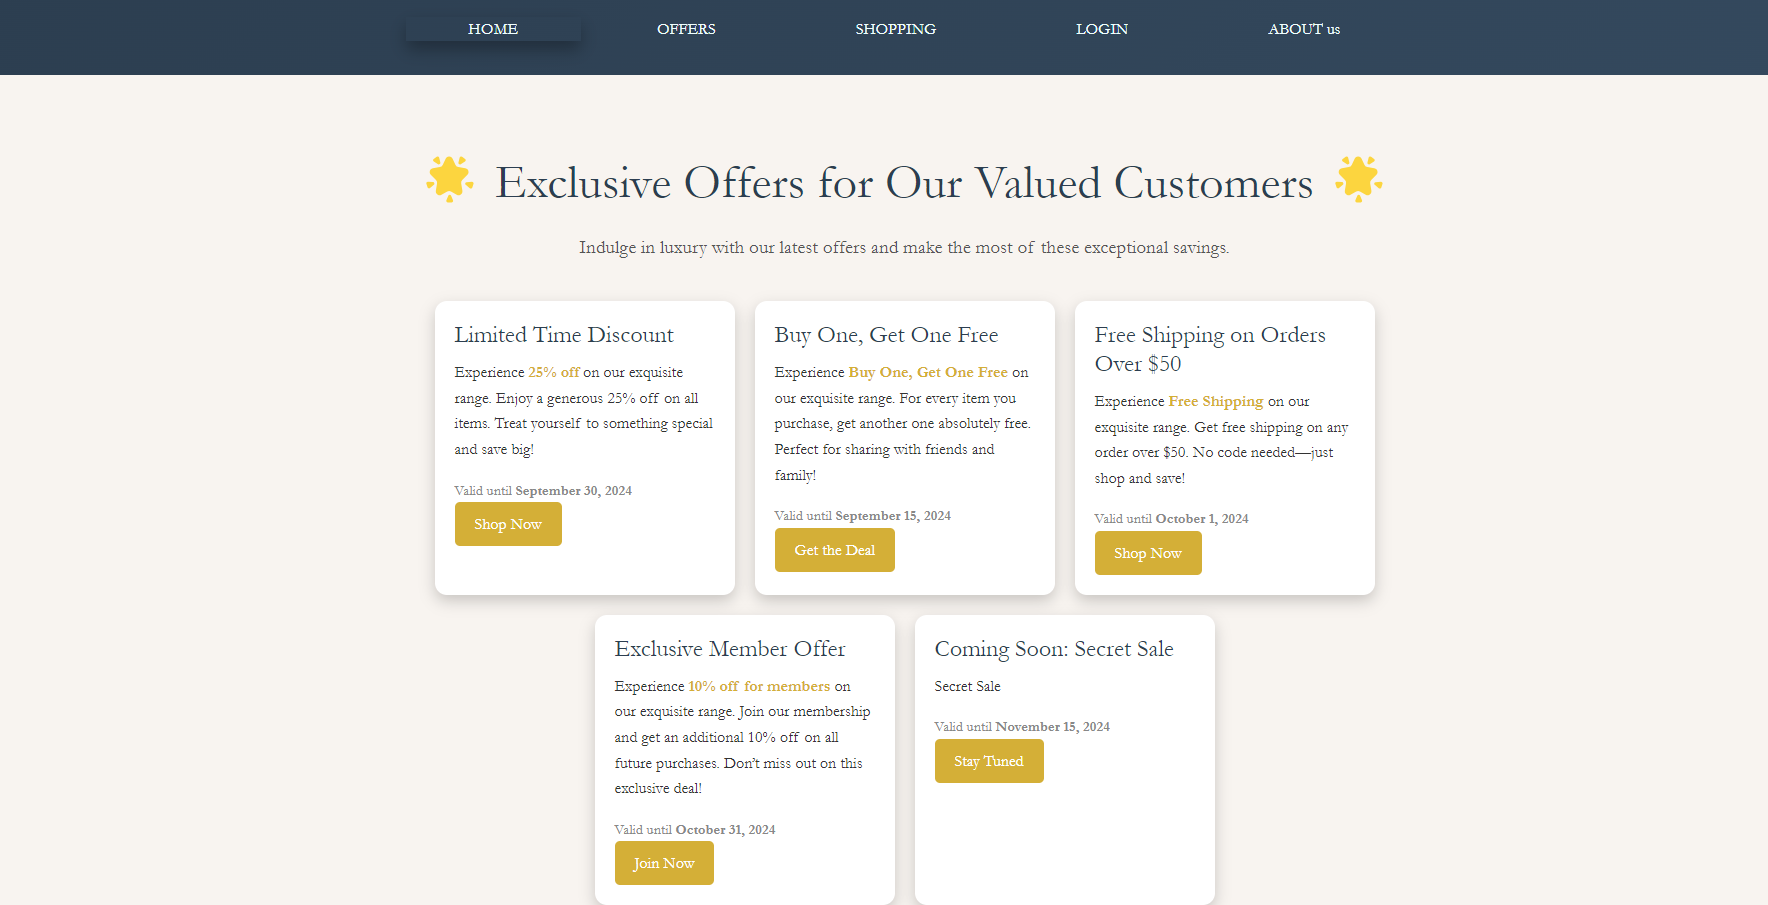 HOME OFFERS SHOPPING LOGIN ABOUT us
Exclusive Offers for Our Valued Customers
Indulge in luxury with our latest offers and make the most of these exceptional savings.
Limited Time Discount
Experience 25% off on our exquisite
range. Enjoy a generous 25% off on all
items. Treat yourself to something special
and save big!
Valid until September 30, 2024
Shop Now
Buy One, Get One Free
Experience Buy One, Get One Free on
our exquisite range. For every item you
purchase, get another one absolutely free.
Perfect for sharing with friends and
family!
Valid until September 15, 2024
Get the Deal
Free Shipping on Orders
Over $50
Experience Free Shipping on our
exquisite range. Get free shipping on any
order over $50. No code needed—just
shop and save!
Valid until October 1, 2024
Shop Now
Exclusive Member Offer
Experience 10% off for members on
our exquisite range. Join our membership
and get an additional 10% off on all
future purchases. Don't miss out on this
exclusive deal!
Valid until October 31, 2024
Join Now
Coming Soon: Secret Sale
Secret Sale
Valid until November 15, 2024
Stay Tuned